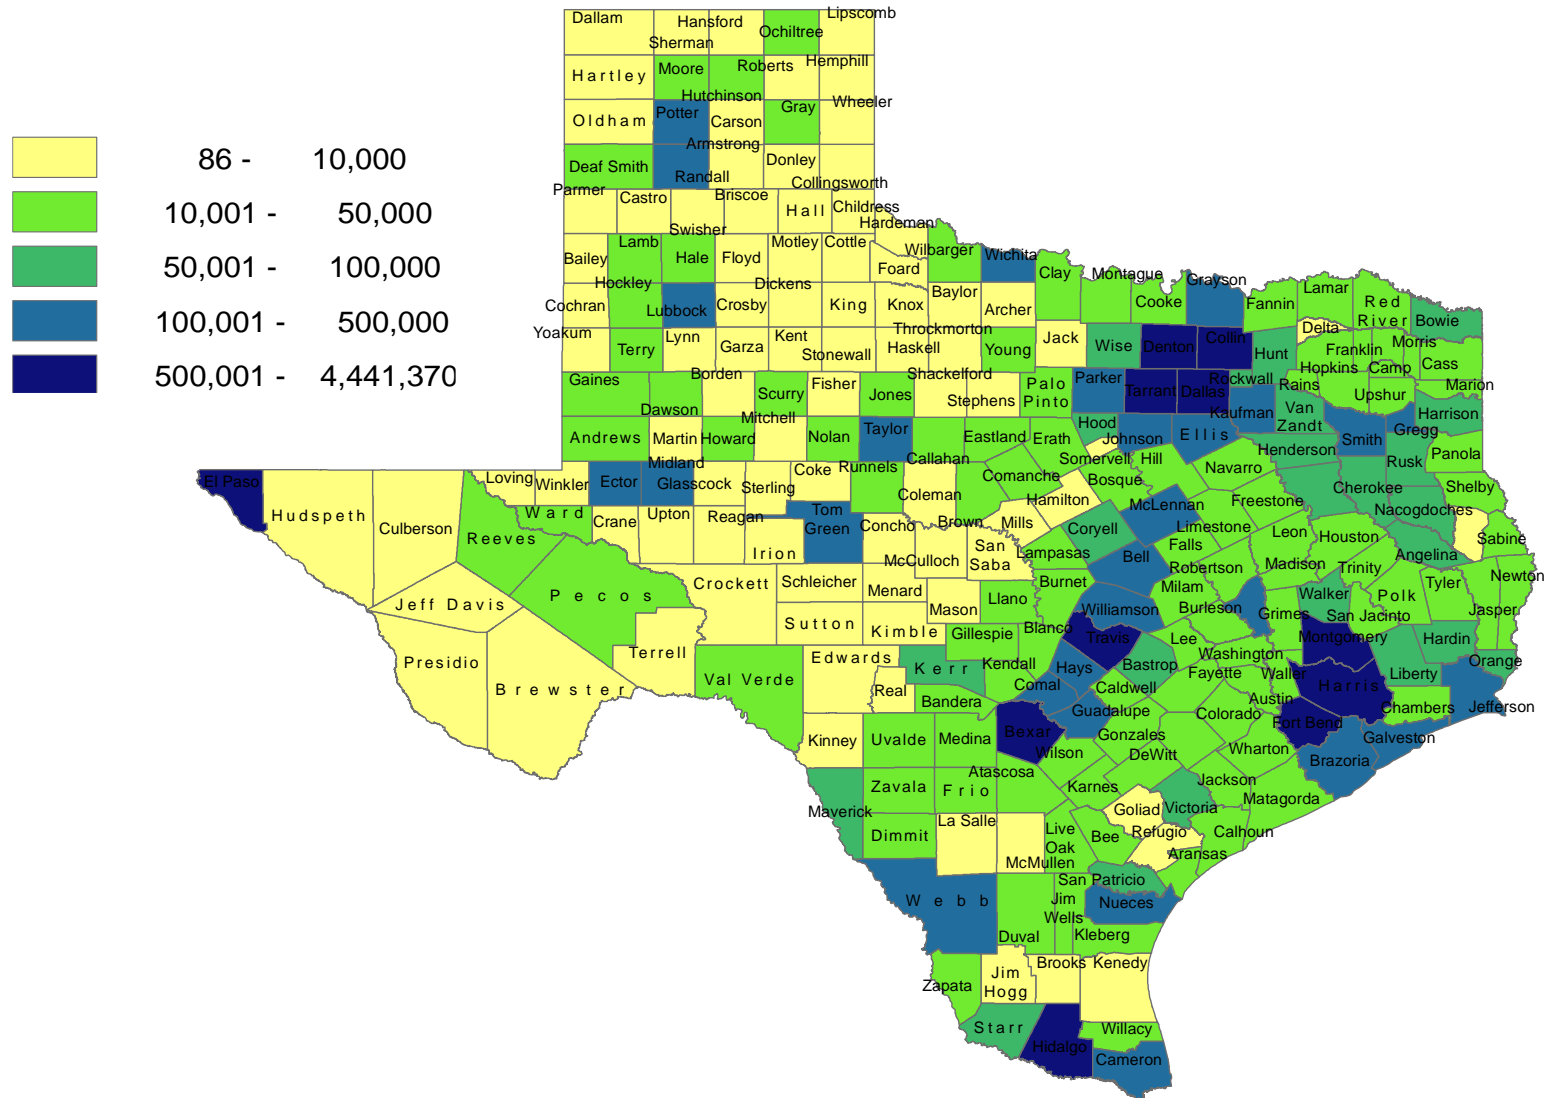 86 - 10,000
10,001 - 50,000
50,001 - 100,000
100,001 - 500,000
500,001 - 4,441,370
Dallam
Sherman
Hansford
Ochiltree
Lipscomb
Hartley
Moore
Hutchinson
Roberts
Hemphill
Oldham
Potter
Carson
Gray
Wheeler
Deaf Smith
Randall
Armstrong
Donley
Collingsworth
Parmer
Castro
Swisher
Briscoe
Hall
Childress
Hardeman
Bailey
Lamb
Hale
Floyd
Motley
Cottle
Foard
Wilbarger
Wichita
Clay
Montague
Cooke
Grayson
Fannin
Lamar
Red
River
Bowie
Cochran
Hockley
Lubbock
Crosby
Dickens
King
Knox
Baylor
Archer
Jack
Wise
Denton
Collin
Hunt
Delta
Hopkins
Franklin
Morris
Camp
Cass
Marion
Yoakum
Terry
Lynn
Garza
Kent
Stonewall
Haskell
Throckmorton
Young
Palo
Pinto
Parker
Tarrant
Dallas
Rockwall
Kaufman
Rains
Van
Zandt
Upshur
Harrison
Gregg
Smith
Gaines
Dawson
Borden
Scurry
Fisher
Jones
Shackelford
Stephens
Hood
Johnson
Ellis
Henderson
Rusk
Panola
Andrews
Martin
Howard
Mitchell
Nolan
Taylor
Callahan
Eastland
Erath
Somervell
Hill
Navarro
Cherokee
Shelby
El Paso
Hudspeth
Culberson
Loving
Winkler
Ector
Midland
Glasscock
Sterling
Coke
Runnels
Coleman
Brown
Comanche
Hamilton
Bosque
McLennan
Limestone
Freestone
Nacogdoches
Sabine
Reeves
Ward
Crane
Upton
Reagan
Irion
Tom
Green
Concho
McCulloch
San
Saba
Mills
Lampasas
Coryell
Bell
Falls
Robertson
Leon
Madison
Houston
Trinity
Angelina
Jeff Davis
Pecos
Crockett
Schleicher
Menard
Mason
Llano
Burnet
Williamson
Milam
Burleson
Grimes
Walker
San Jacinto
Polk
Tyler
Jasper
Newton
Presidio
Brewster
Terrell
Val Verde
Sutton
Kimble
Gillespie
Blanco
Travis
Lee
Washington
Montgomery
Hardin
Liberty
Orange
Edwards
Real
Kerr
Kendall
Bandera
Comal
Hays
Bastrop
Caldwell
Fayette
Austin
Waller
Harris
Chambers
Jefferson
Kinney
Uvalde
Medina
Bexar
Guadalupe
Wilson
Gonzales
Colorado
Fort Bend
Galveston
Brazoria
Wharton
DeWitt
Maverick
Zavala
Frio
Atascosa
Karnes
Goliad
Victoria
Jackson
Matagorda
Dimmit
La Salle
McMullen
Live
Oak
Bee
Refugio
Calhoun
Aransas
Webb
Duval
Jim
Wells
San Patricio
Nueces
Kleberg
Zapata
Jim
Hogg
Brooks
Kenedy
Starr
Hidalgo
Willacy
Cameron